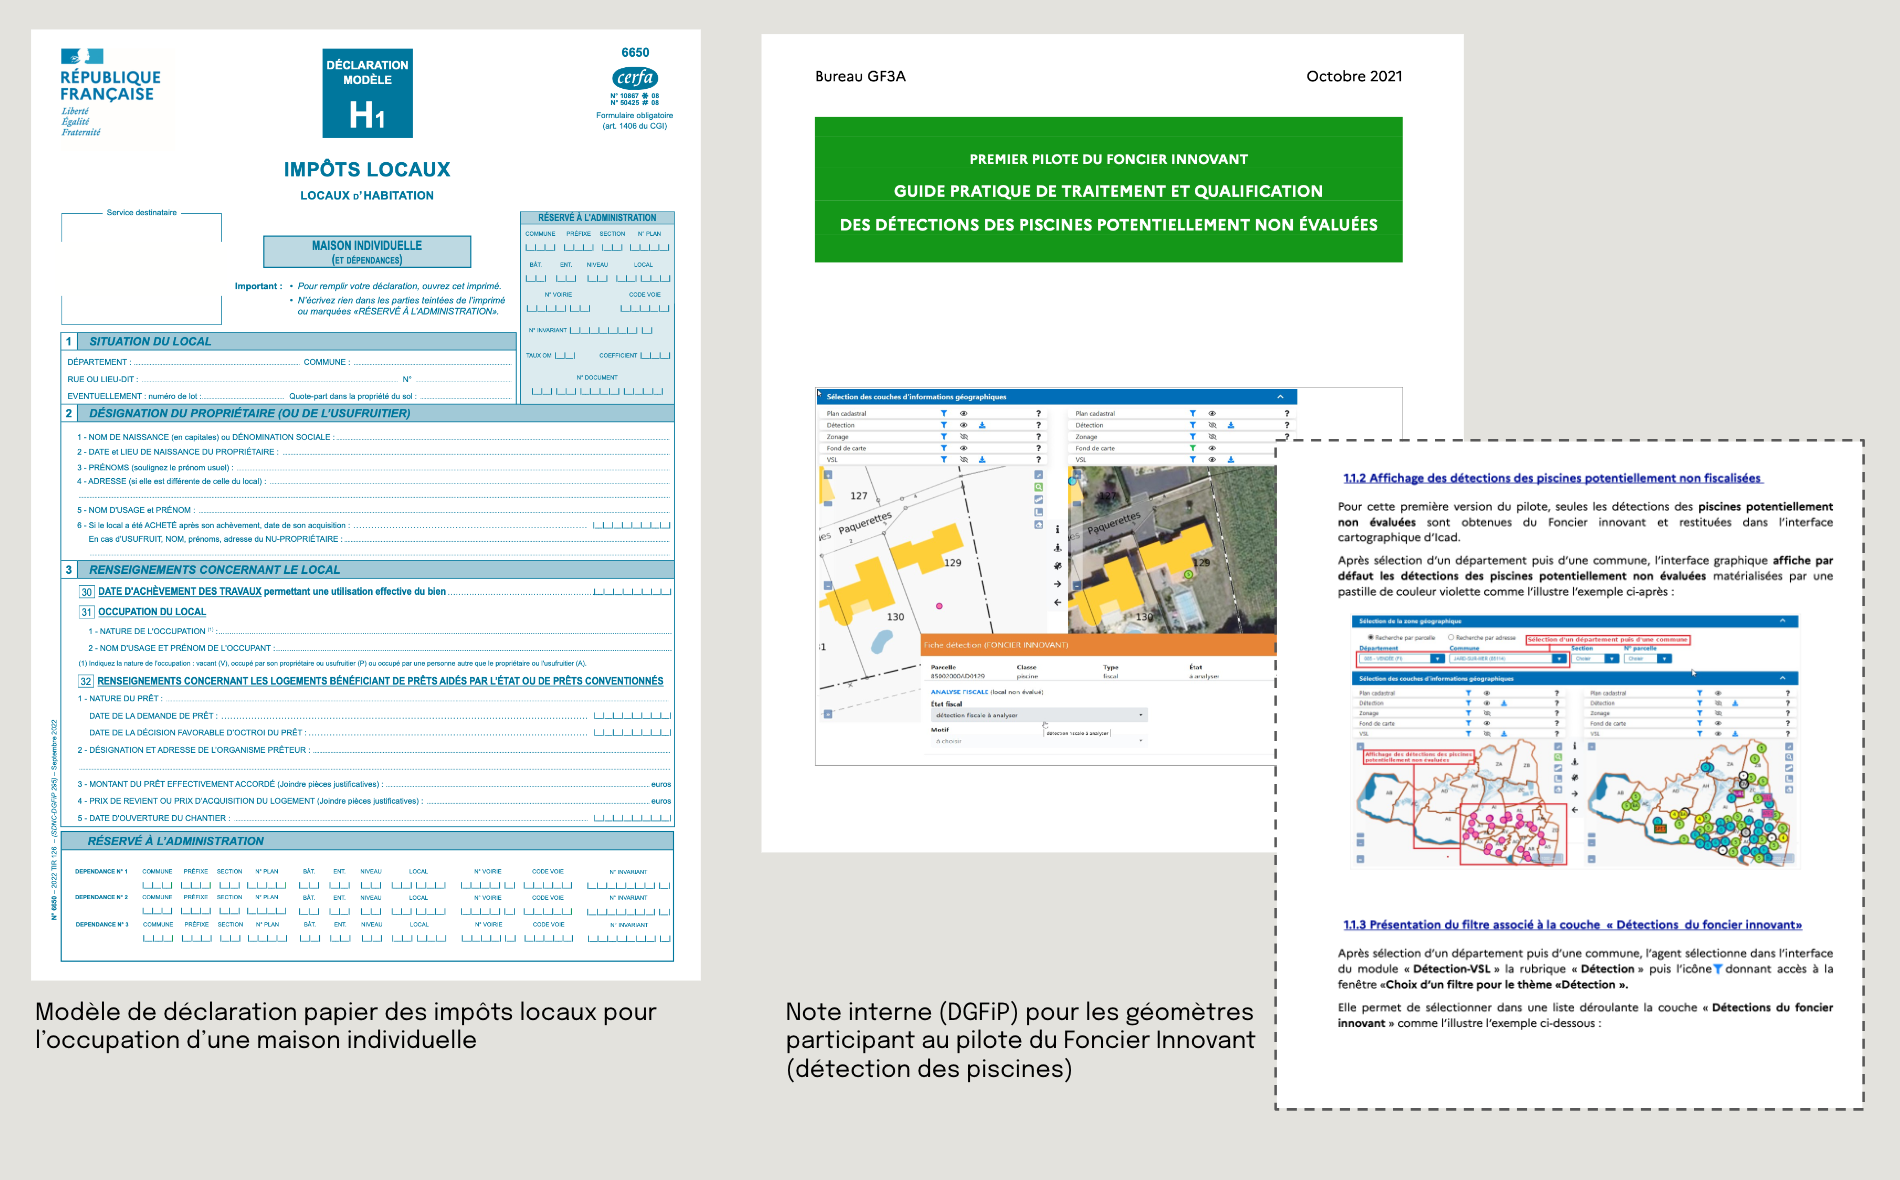 RÉPUBLIQUE
FRANÇAISE
Liberté
Égalité
Fraternité
DÉCLARATION
MODÈLE
H1
6650
cerfa
N° 10867 ✽ 08
N° 50425 # 08
Formulaire obligatoire
(art. 1406 du CGI)
IMPÔTS LOCAUX
LOCAUX D'HABITATION
Service destinataire
MAISON INDIVIDUELLE
(ET DÉPENDANCES)
Important : • Pour remplir votre déclaration, ouvrez cet imprimé.
• N'écrivez rien dans les parties teintées de l'imprimé
ou marquées «RÉSERVÉ À L'ADMINISTRATION».
RÉSERVÉ À L'ADMINISTRATION
COMMUNE PRÉFIXE SECTION N° PLAN
BÂT. ENT. NIVEAU LOCAL
N° VOIRIE CODE VOIE
N° INVARIANT
TAUX OM COEFFICIENT
N° DOCUMENT
1 SITUATION DU LOCAL
DÉPARTEMENT : COMMUNE :
RUE OU LIEU-DIT : N°
EVENTUELLEMENT : numéro de lot : Quote-part dans la propriété du sol :
2 DÉSIGNATION DU PROPRIÉTAIRE (OU DE L'USUFRUITIER)
1 - NOM DE NAISSANCE (en capitales) ou DÉNOMINATION SOCIALE :
2 - DATE et LIEU DE NAISSANCE DU PROPRIÉTAIRE :
3 - PRÉNOMS (soulignez le prénom usuel) :
4 - ADRESSE (si elle est différente de celle du local) :
5 - NOM D'USAGE et PRÉNOM :
6 - Si le local a été ACHETÉ après son achèvement, date de son acquisition :
En cas d'USUFRUIT, NOM, prénoms, adresse du NU-PROPRIÉTAIRE :
3 RENSEIGNEMENTS CONCERNANT LE LOCAL
30 DATE D'ACHÈVEMENT DES TRAVAUX permettant une utilisation effective du bien
31 OCCUPATION DU LOCAL
1 - NATURE DE L'OCCUPATION (1) :
2 - NOM D'USAGE ET PRÉNOM DE L'OCCUPANT :
(1) Indiquez la nature de l'occupation : vacant (V), occupé par son propriétaire ou usufruitier (P) ou occupé par une personne autre que le propriétaire ou l'usufruitier (A).
32 RENSEIGNEMENTS CONCERNANT LES LOGEMENTS BÉNÉFICIANT DE PRÊTS AIDÉS PAR L'ÉTAT OU DE PRÊTS CONVENTIONNÉS
1 - NATURE DU PRÊT :
DATE DE LA DEMANDE DE PRÊT :
DATE DE LA DÉCISION FAVORABLE D'OCTROI DU PRÊT :
2 - DÉSIGNATION ET ADRESSE DE L'ORGANISME PRÊTEUR :
3 - MONTANT DU PRÊT EFFECTIVEMENT ACCORDÉ (Joindre pièces justificatives) : euros
4 - PRIX DE REVIENT OU PRIX D'ACQUISITION DU LOGEMENT (Joindre pièces justificatives) : euros
5 - DATE D'OUVERTURE DU CHANTIER :
RÉSERVÉ À L'ADMINISTRATION
DEPENDANCE N° 1 COMMUNE PRÉFIXE SECTION N° PLAN BÂT. ENT. NIVEAU LOCAL N° VOIRIE CODE VOIE N° INVARIANT
DEPENDANCE N° 2 COMMUNE PRÉFIXE SECTION N° PLAN BÂT. ENT. NIVEAU LOCAL N° VOIRIE CODE VOIE N° INVARIANT
DEPENDANCE N° 3 COMMUNE PRÉFIXE SECTION N° PLAN BÂT. ENT. NIVEAU LOCAL N° VOIRIE CODE VOIE N° INVARIANT
N° 6650 – 2022 TIR 126 – (SDNC-DGFiP 285) – Septembre 2022
Modèle de déclaration papier des impôts locaux pour
l'occupation d'une maison individuelle
Bureau GF3A Octobre 2021
PREMIER PILOTE DU FONCIER INNOVANT
GUIDE PRATIQUE DE TRAITEMENT ET QUALIFICATION
DES DÉTECTIONS DES PISCINES POTENTIELLEMENT NON ÉVALUÉES
Sélection des couches d'informations géographiques
Plan cadastral ? Plan cadastral ?
Détection ? Détection ?
Zonage ? Zonage ?
Fond de carte ? Fond de carte ?
VSL ? VSL ?
127
Paquerettes
129
130
Paquerettes
129
130
Fiche détection (FONCIER INNOVANT)
Parcelle Classe Type État
85002000AD0129 piscine fiscal à analyser
ANALYSE FISCALE (local non évalué)
État fiscal
détection fiscale à analyser
détection fiscale à analyser
Motif
à choisir
Note interne (DGFiP) pour les géomètres
participant au pilote du Foncier Innovant
(détection des piscines)
1.1.2 Affichage des détections des piscines potentiellement non fiscalisées
Pour cette première version du pilote, seules les détections des piscines potentiellement
non évaluées sont obtenues du Foncier innovant et restituées dans l'interface
cartographique d'Icad.
Après sélection d'un département puis d'une commune, l'interface graphique affiche par
défaut les détections des piscines potentiellement non évaluées matérialisées par une
pastille de couleur violette comme l'illustre l'exemple ci-après :
Sélection de la zone géographique
Recherche par parcelle Recherche par adresse Sélection d'un département puis d'une commune
Département Commune Section N° parcelle
JARD-SUR-MER (85114) Choisir Choisir
Sélection des couches d'informations géographiques
Plan cadastral ? Plan cadastral ?
Détection ? Détection ?
Zonage ? Zonage ?
Fond de carte ? Fond de carte ?
VSL ? VSL ?
Affichage des détections des piscines
potentiellement non évaluées
1.1.3 Présentation du filtre associé à la couche « Détections du foncier innovant»
Après sélection d'un département puis d'une commune, l'agent sélectionne dans l'interface
du module « Détection-VSL » la rubrique « Détection » puis l'icône donnant accès à la
fenêtre «Choix d'un filtre pour le thème «Détection ».
Elle permet de sélectionner dans une liste déroulante la couche « Détections du foncier
innovant » comme l'illustre l'exemple ci-dessous :